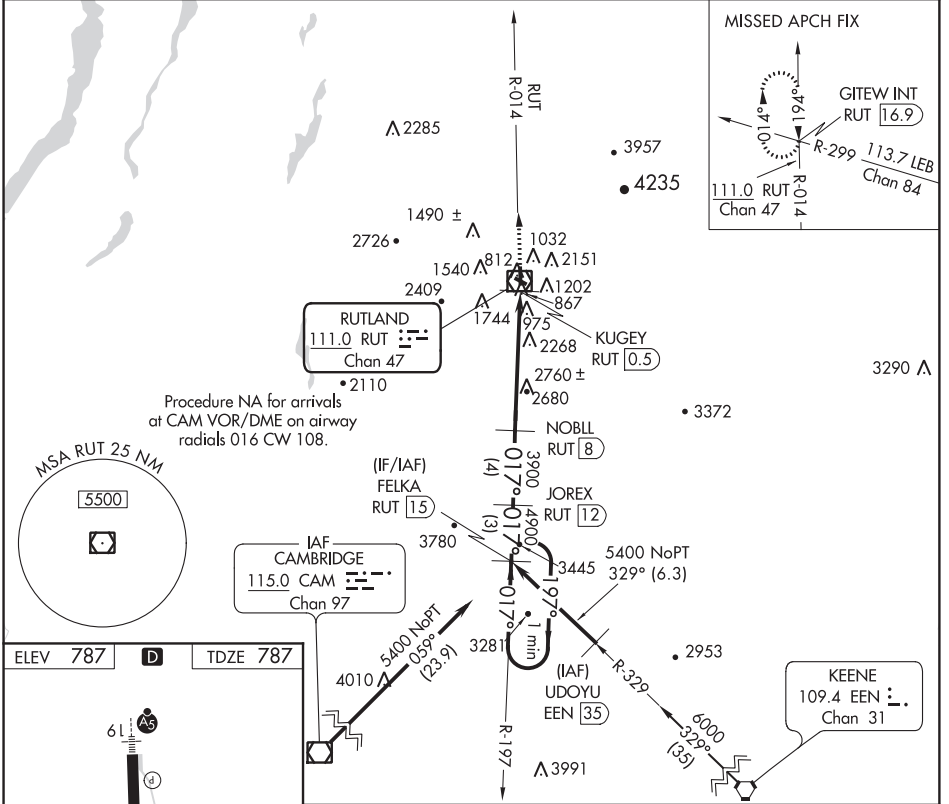 MISSED APCH FIX
GITEW INT
RUT 16.9
014°
194°
R-299
113.7 LEB
Chan 84
111.0 RUT
Chan 47
R-014
RUT
R-014
2285
3957
4235
1490 ±
2726
1032
812
2151
1540
1202
2409
867
1744
975
RUTLAND
111.0 RUT
Chan 47
KUGEY
RUT 0.5
2268
2110
2760 ±
2680
3290
3372
Procedure NA for arrivals
at CAM VOR/DME on airway
radials 016 CW 108.
NOBLL
RUT 8
MSA RUT 25 NM
5500
(IF/IAF)
FELKA
RUT 15
3900
017°
(4)
JOREX
RUT 12
4900
017°
(3)
3780
3445
5400 NoPT
329° (6.3)
IAF
CAMBRIDGE
115.0 CAM
Chan 97
017°
197°
1 min
3281
5400 NoPT
059°
(23.9)
4010
(IAF)
UDOYU
EEN 35
2953
R-329
KEENE
109.4 EEN
Chan 31
6000
329°
(35)
R-197
3991
ELEV 787
D
TDZE 787
A5
19
P